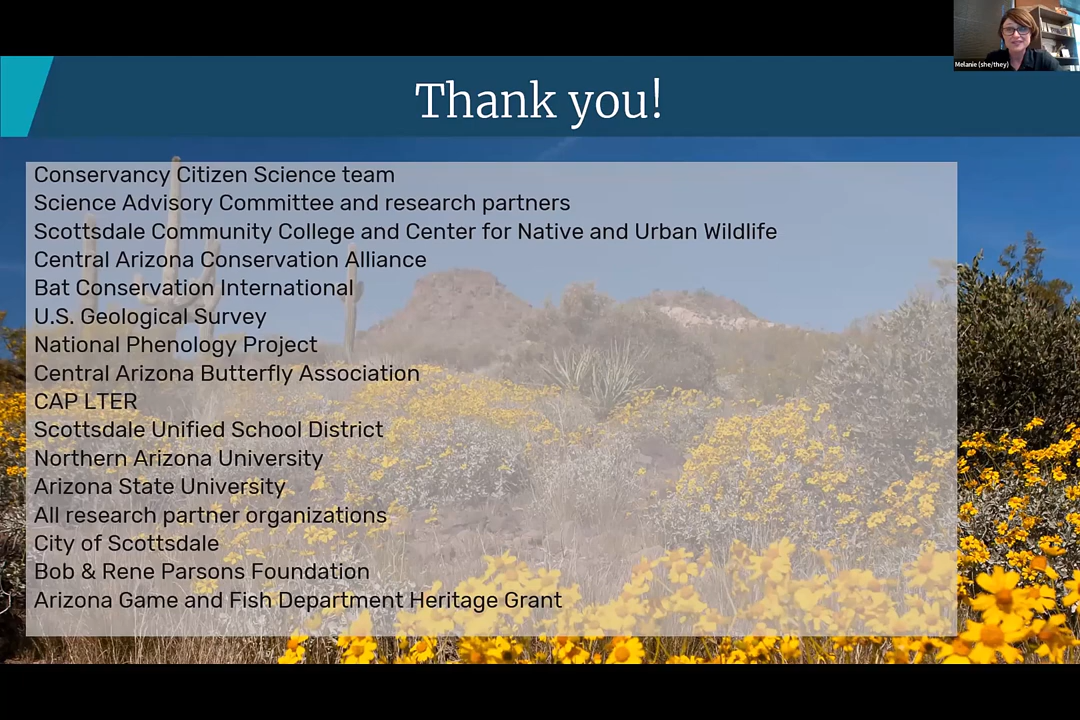 Melanie (she/they)
Thank you!
Conservancy Citizen Science team
Science Advisory Committee and research partners
Scottsdale Community College and Center for Native and Urban Wildlife
Central Arizona Conservation Alliance
Bat Conservation International
U.S. Geological Survey
National Phenology Project
Central Arizona Butterfly Association
CAP LTER
Scottsdale Unified School District
Northern Arizona University
Arizona State University
All research partner organizations
City of Scottsdale
Bob & Rene Parsons Foundation
Arizona Game and Fish Department Heritage Grant